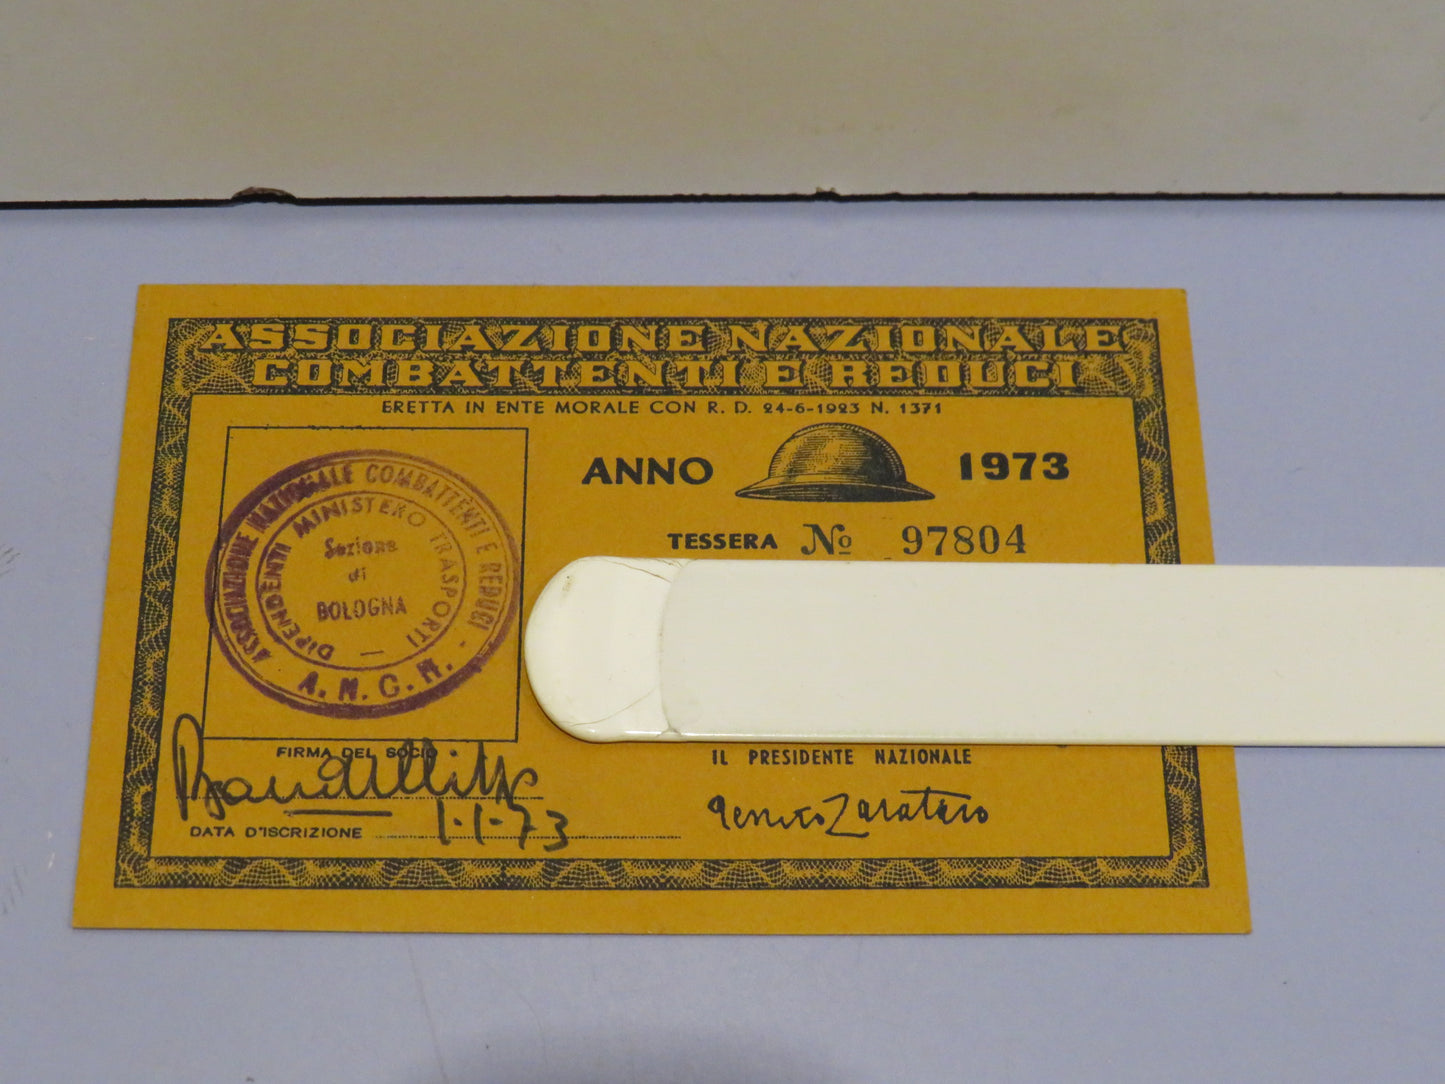 ASSOCIAZIONE NAZIONALE
COMBATTENTI E REDUCI
ERETTA IN ENTE MORALE CON R. D. 24-6-1923 N. 1371
ANNO 1973
TESSERA Nº 97804
ASSOCIAZIONE NAZIONALE COMBATTENTI E REDUCI -
DIPENDENTI MINISTERO TRASPORTI —
Sezione
di
BOLOGNA
A. N. C. R.
FIRMA DEL SOCIO
DATA D'ISCRIZIONE 1-1-73
IL PRESIDENTE NAZIONALE
Zavataro